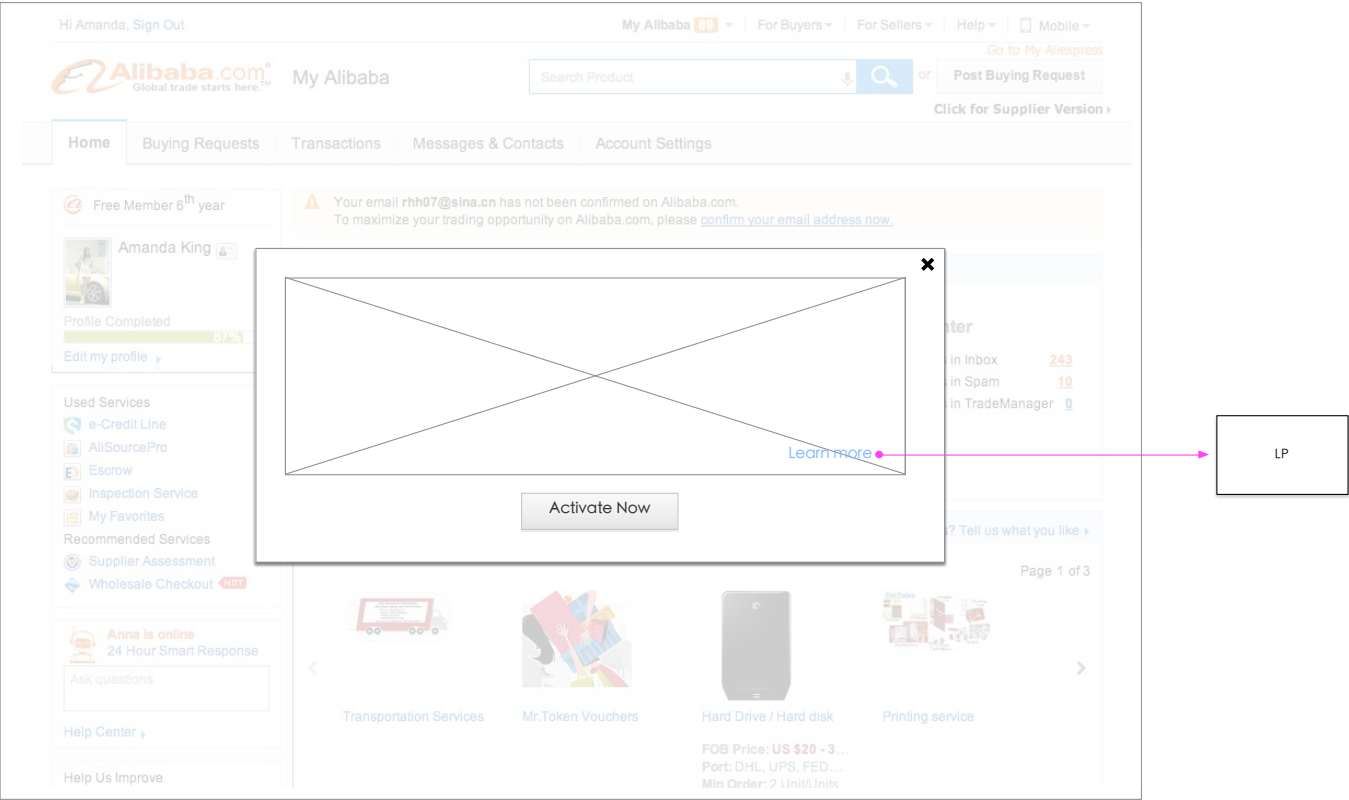 Hi Amanda, Sign Out
My Alibaba 89 For Buyers For Sellers Help Mobile
Go to My Aliexpress
Alibaba.com
Global trade starts here.™
My Alibaba
Search Product
or
Post Buying Request
Click for Supplier Version
Home Buying Requests Transactions Messages & Contacts Account Settings
Free Member 6th year
Your email rhh07@sina.cn has not been confirmed on Alibaba.com.
To maximize your trading opportunity on Alibaba.com, please confirm your email address now.
Amanda King
Profile Completed
87%
Edit my profile
in Inbox 243
in Spam 10
in TradeManager 0
Used Services
e-Credit Line
AliSourcePro
Escrow
Inspection Service
My Favorites
Recommended Services
Supplier Assessment
Wholesale Checkout HOT
Learn more
LP
Activate Now
? Tell us what you like
Page 1 of 3
Anna is online
24 Hour Smart Response
Ask questions
Help Center
Help Us Improve
Transportation Services
Mr.Token Vouchers
Hard Drive / Hard disk
Printing service
FOB Price: US $20 - 3...
Port: DHL, UPS, FED...
Min Order: 2 Unit/Units